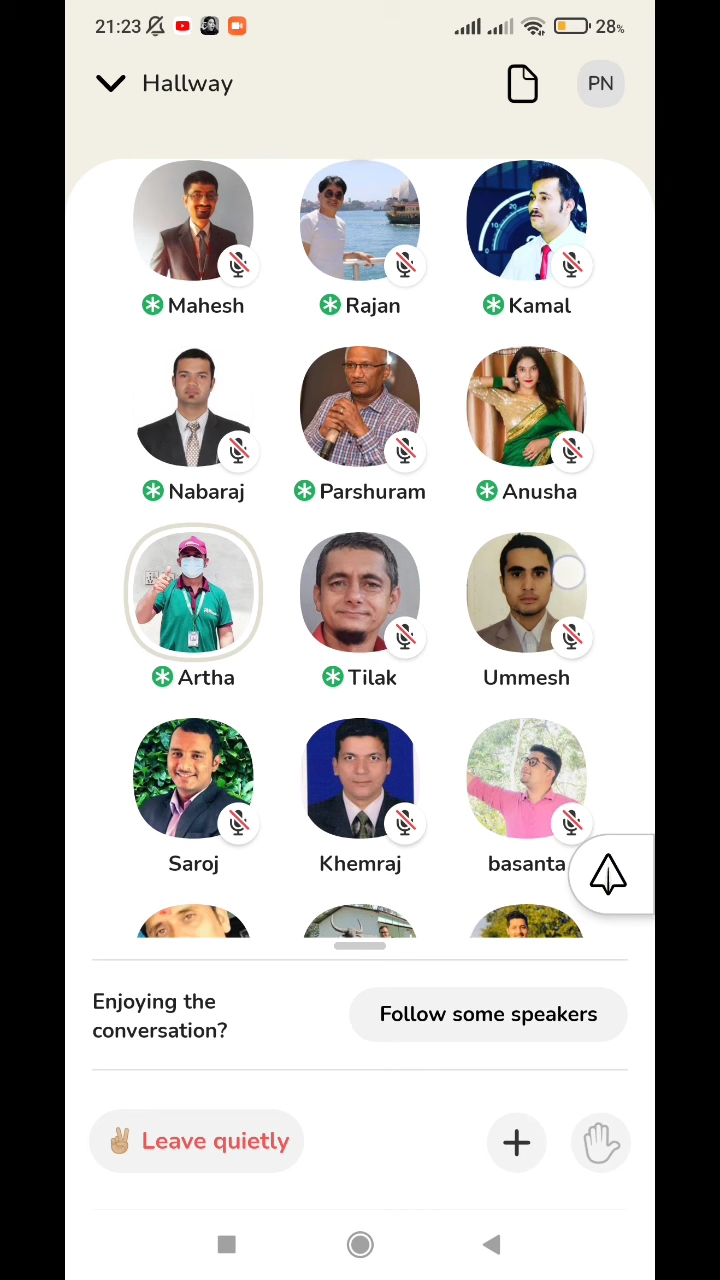 21:23
28%
Hallway
PN
Mahesh
Rajan
Kamal
Nabaraj
Parshuram
Anusha
Artha
Tilak
Ummesh
Saroj
Khemraj
basanta
Enjoying the
conversation?
Follow some speakers
Leave quietly